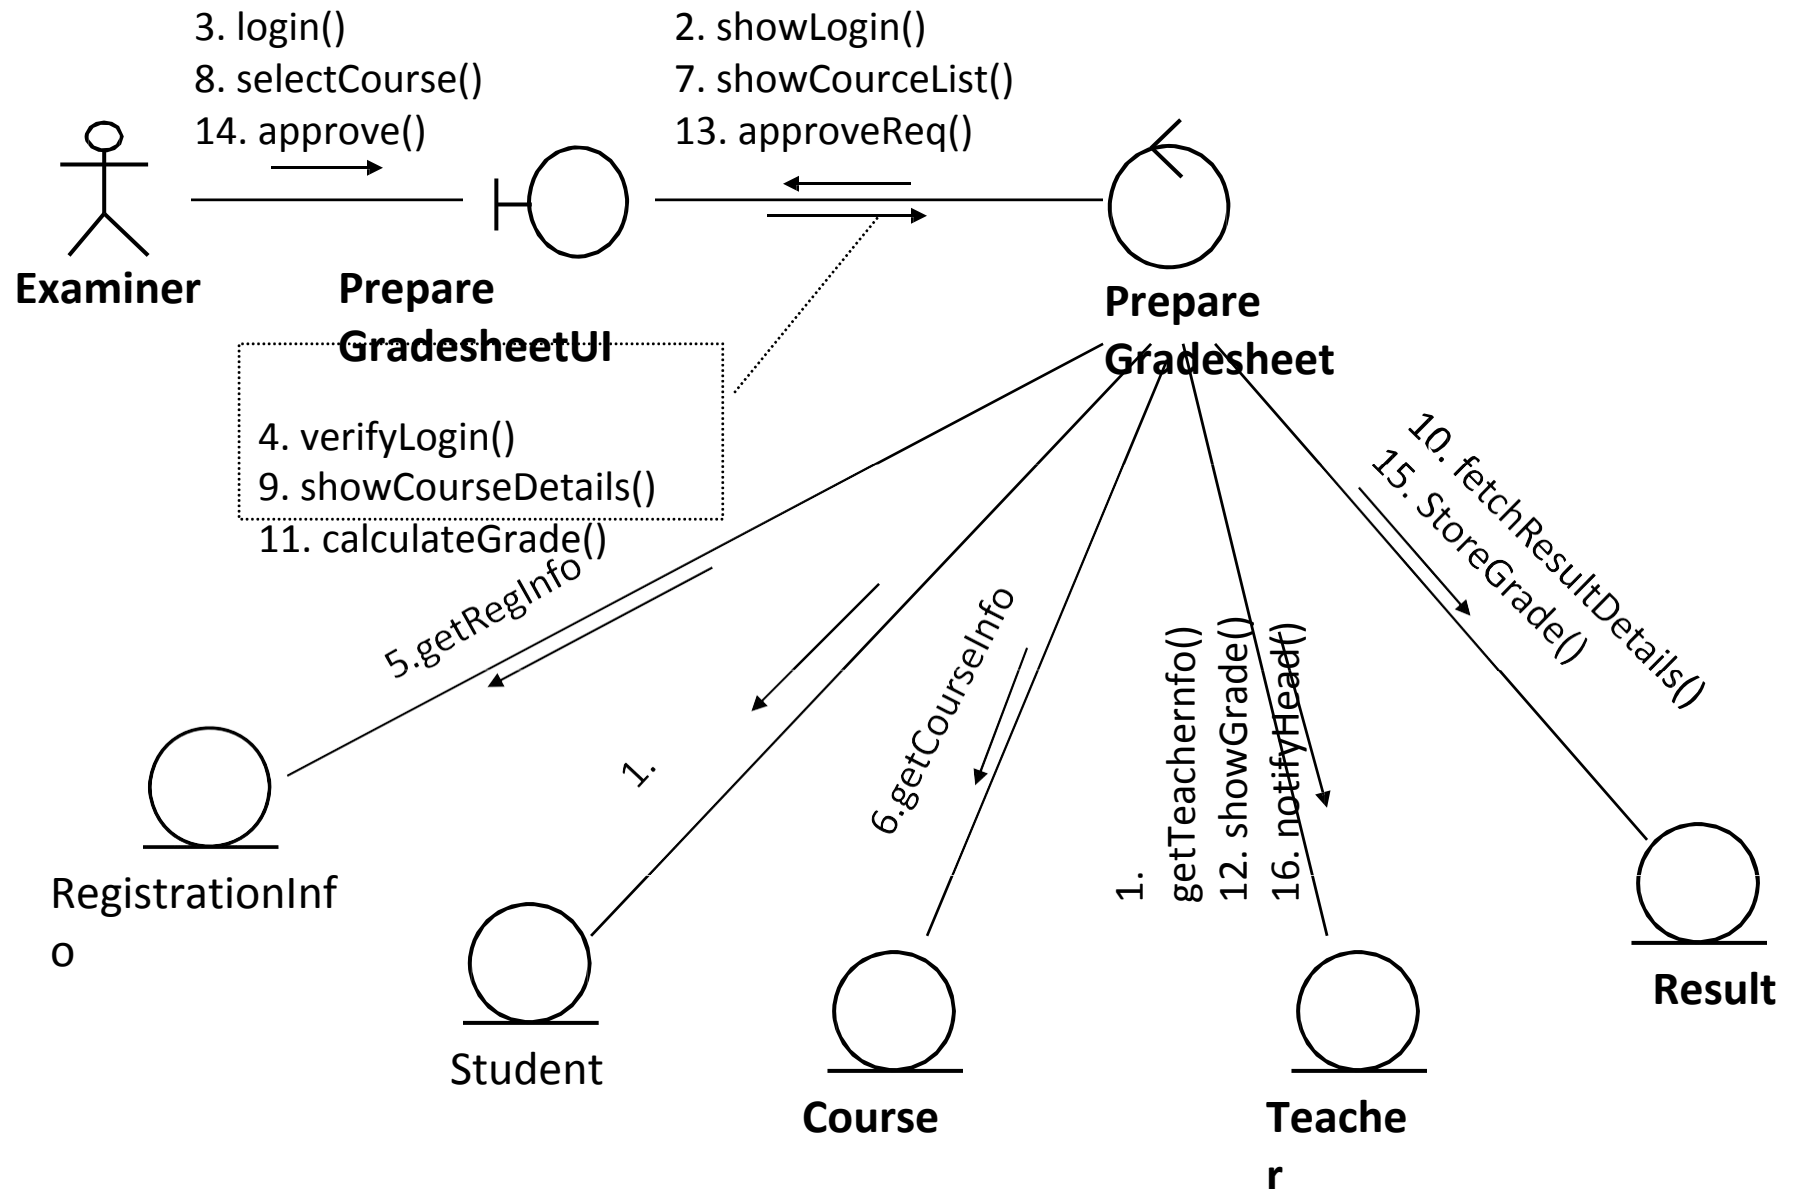 3. login()
8. selectCourse()
14. approve()
2. showLogin()
7. showCourceList()
13. approveReq()
Examiner
Prepare
GradesheetUI
Prepare
Gradesheet
4. verifyLogin()
9. showCourseDetails()
11. calculateGrade()
5.getRegInfo
1.
6.getCourseInfo
1.
getTeachernfo()
12. showGrade()
16. notifyHead()
10. fetchResultDetails()
15. StoreGrade()
RegistrationInf
o
Student
Course
Teache
r
Result